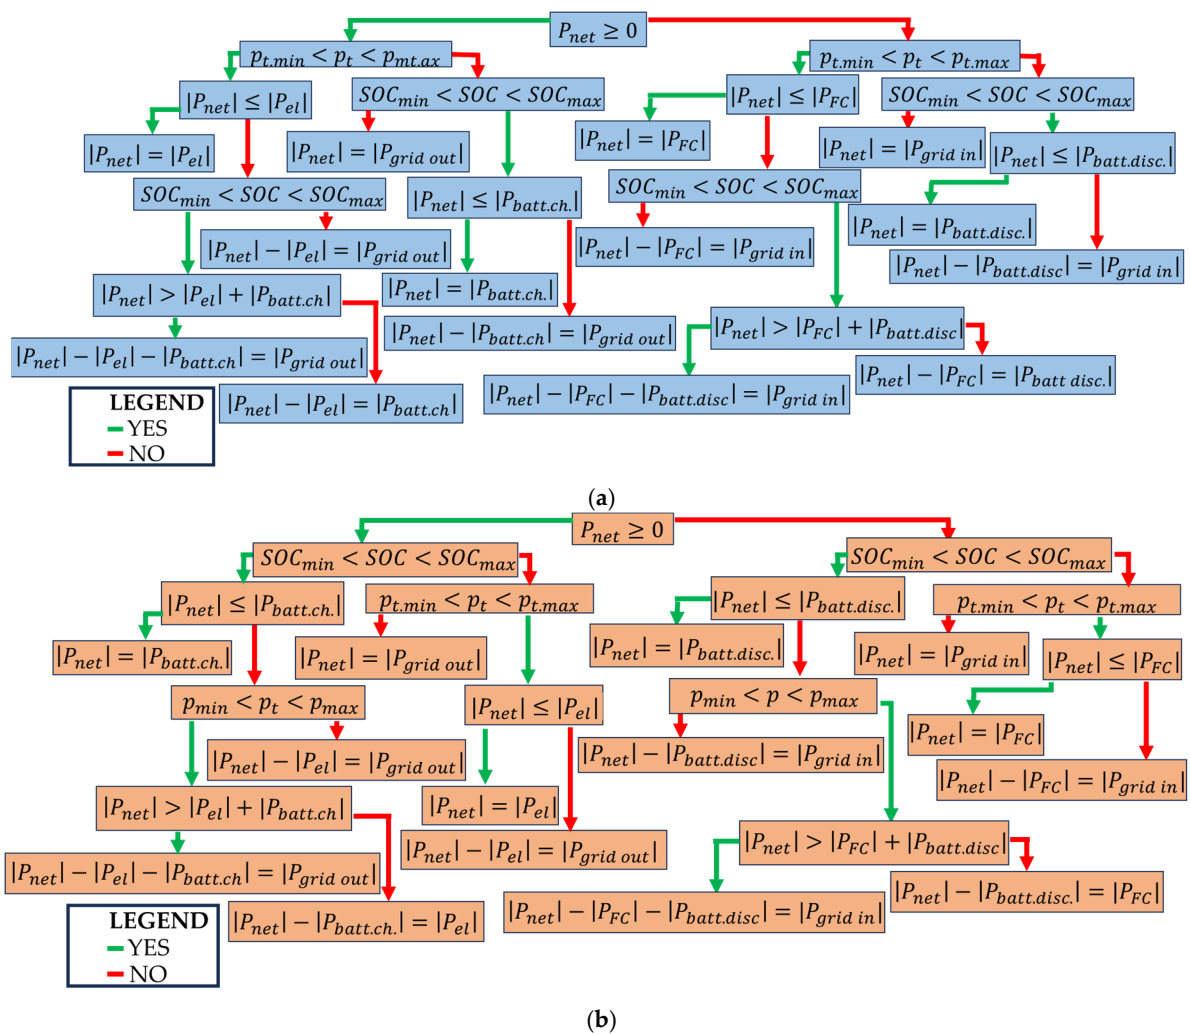 P_net ≥ 0
p_t.min < p_t < p_mt.ax
p_t.min < p_t < p_t.max
|P_net| ≤ |P_el|
SOC_min < SOC < SOC_max
|P_net| ≤ |P_FC|
SOC_min < SOC < SOC_max
|P_net| = |P_el|
|P_net| = |P_grid out|
|P_net| = |P_FC|
|P_net| = |P_grid in|
|P_net| ≤ |P_batt.disc.|
SOC_min < SOC < SOC_max
|P_net| ≤ |P_batt.ch.|
SOC_min < SOC < SOC_max
|P_net| = |P_batt.disc.|
|P_net| − |P_el| = |P_grid out|
|P_net| − |P_FC| = |P_grid in|
|P_net| − |P_batt.disc| = |P_grid in|
|P_net| > |P_el| + |P_batt.ch|
|P_net| = |P_batt.ch.|
|P_net| − |P_batt.ch| = |P_grid out|
|P_net| > |P_FC| + |P_batt.disc|
|P_net| − |P_el| − |P_batt.ch| = |P_grid out|
|P_net| − |P_FC| = |P_batt disc.|
|P_net| − |P_el| = |P_batt.ch|
|P_net| − |P_FC| − |P_batt.disc| = |P_grid in|
LEGEND
YES
NO
(a)
P_net ≥ 0
SOC_min < SOC < SOC_max
SOC_min < SOC < SOC_max
|P_net| ≤ |P_batt.ch.|
p_t.min < p_t < p_t.max
|P_net| ≤ |P_batt.disc.|
p_t.min < p_t < p_t.max
|P_net| = |P_batt.ch.|
|P_net| = |P_grid out|
|P_net| = |P_batt.disc.|
|P_net| = |P_grid in|
|P_net| ≤ |P_FC|
p_min < p_t < p_max
|P_net| ≤ |P_el|
p_min < p < p_max
|P_net| = |P_FC|
|P_net| − |P_el| = |P_grid out|
|P_net| − |P_batt.disc| = |P_grid in|
|P_net| − |P_FC| = |P_grid in|
|P_net| > |P_el| + |P_batt.ch|
|P_net| = |P_el|
|P_net| − |P_el| = |P_grid out|
|P_net| > |P_FC| + |P_batt.disc|
|P_net| − |P_el| − |P_batt.ch| = |P_grid out|
|P_net| − |P_batt.disc.| = |P_FC|
|P_net| − |P_batt.ch.| = |P_el|
|P_net| − |P_FC| − |P_batt.disc| = |P_grid in|
LEGEND
YES
NO
(b)